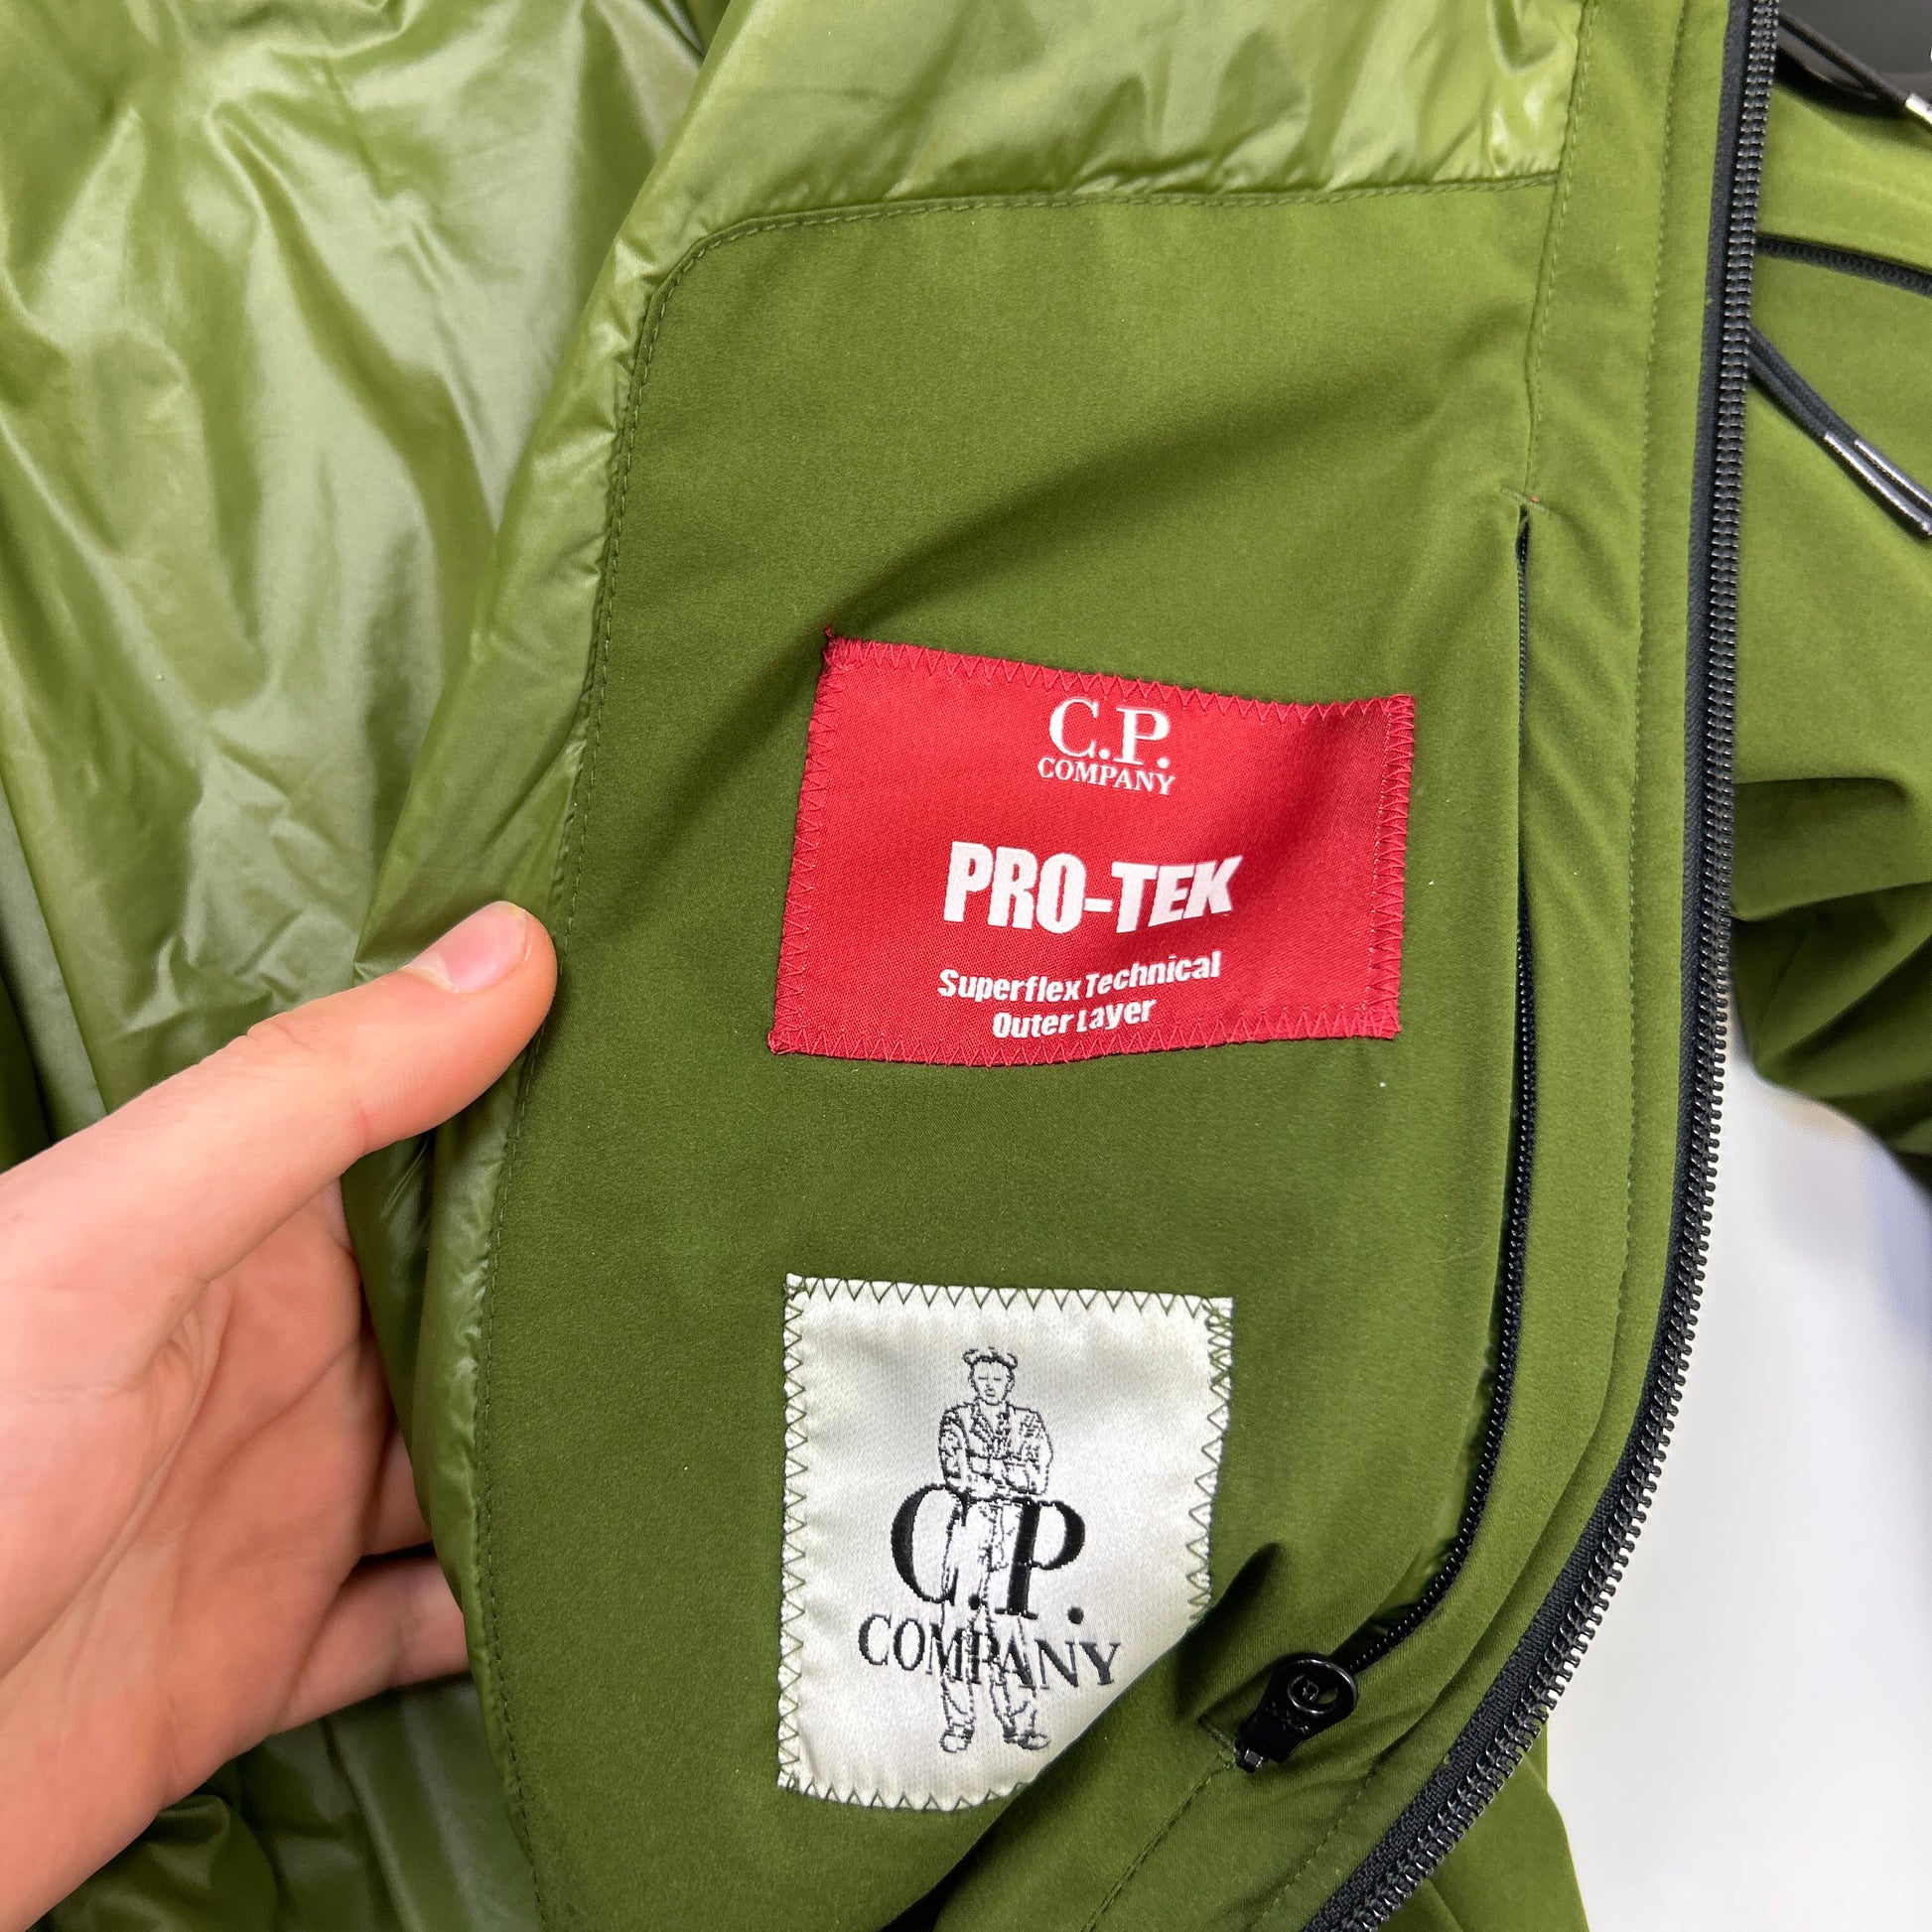 C.P.
COMPANY
PRO-TEK
Superflex Technical
Outer Layer
C.P.
COMPANY